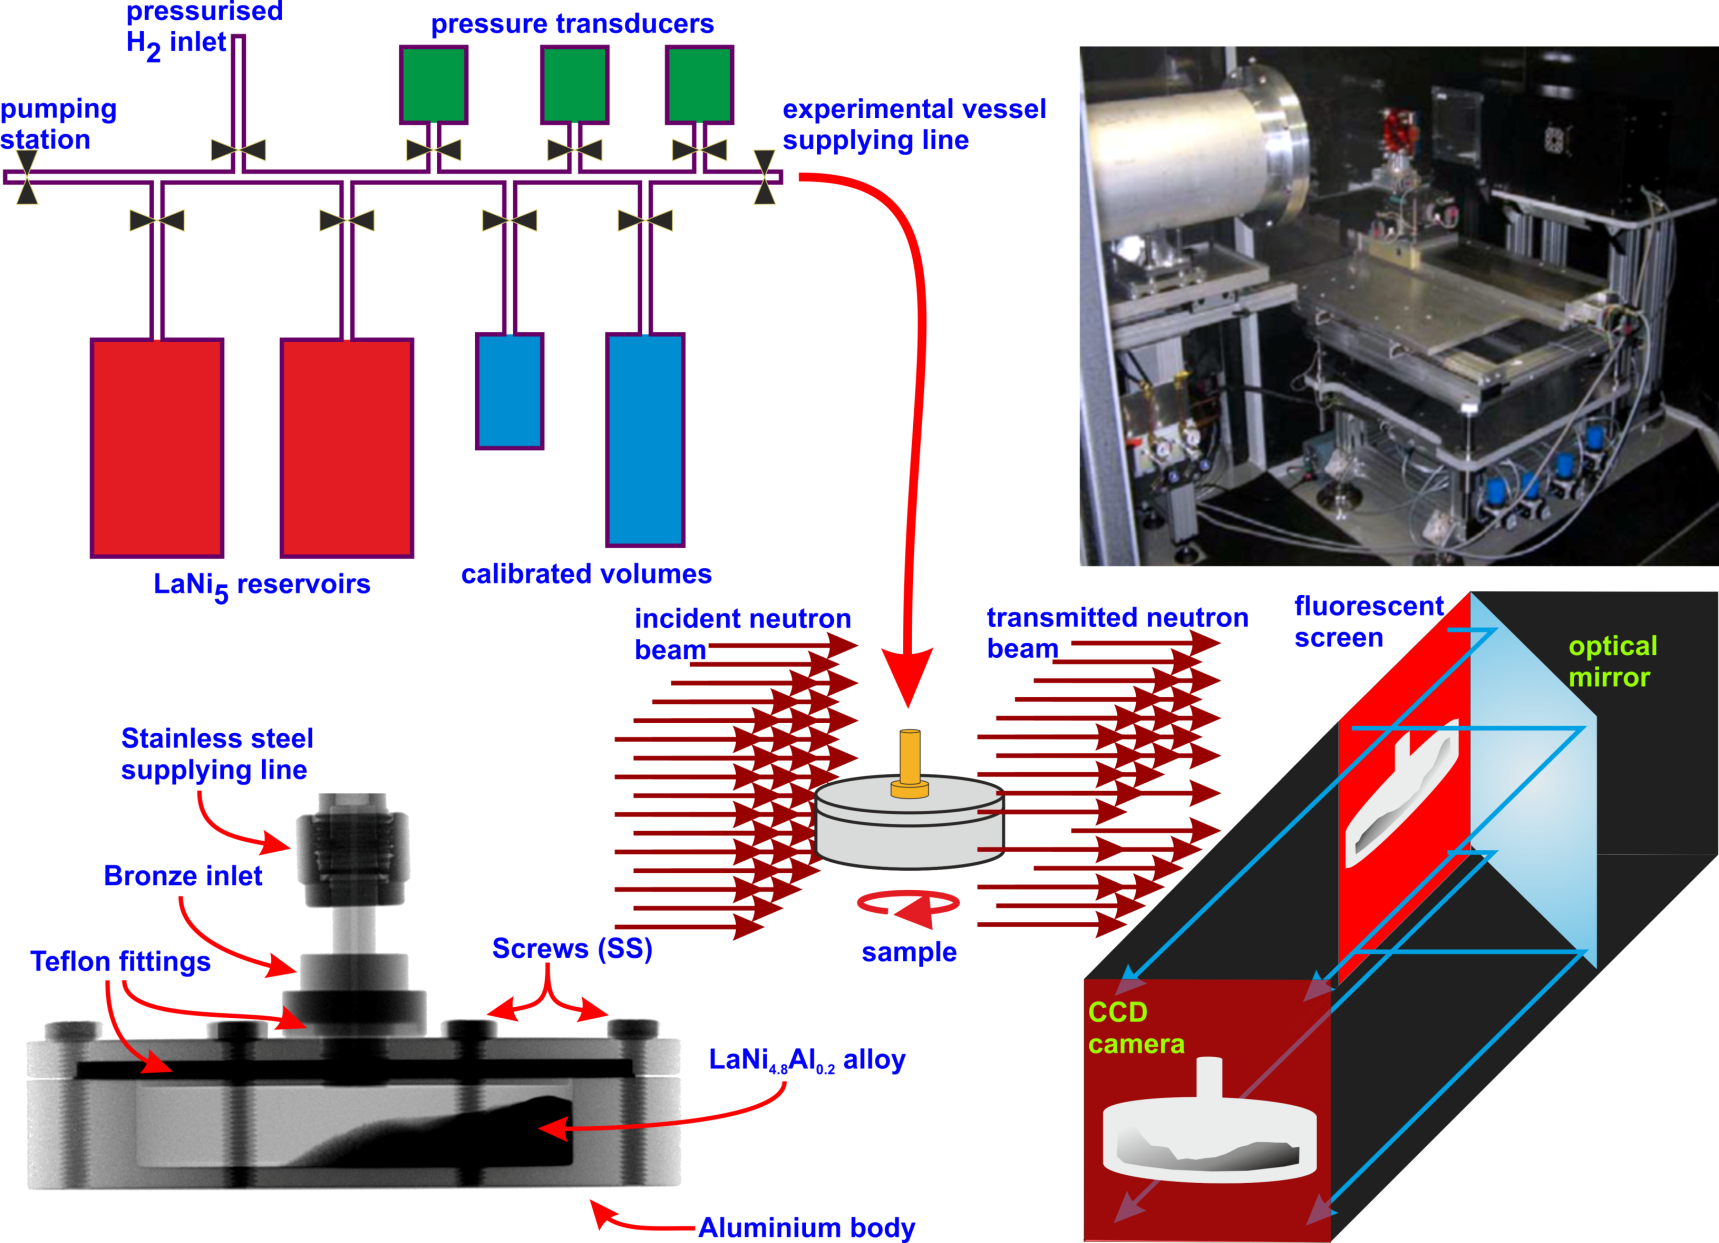 pressurised
H2 inlet
pressure transducers
pumping
station
experimental vessel
supplying line
LaNi5 reservoirs
calibrated volumes
incident neutron
beam
transmitted neutron
beam
fluorescent
screen
optical
mirror
Stainless steel
supplying line
Bronze inlet
Teflon fittings
Screws (SS)
sample
CCD
camera
LaNi4.8Al0.2 alloy
Aluminium body